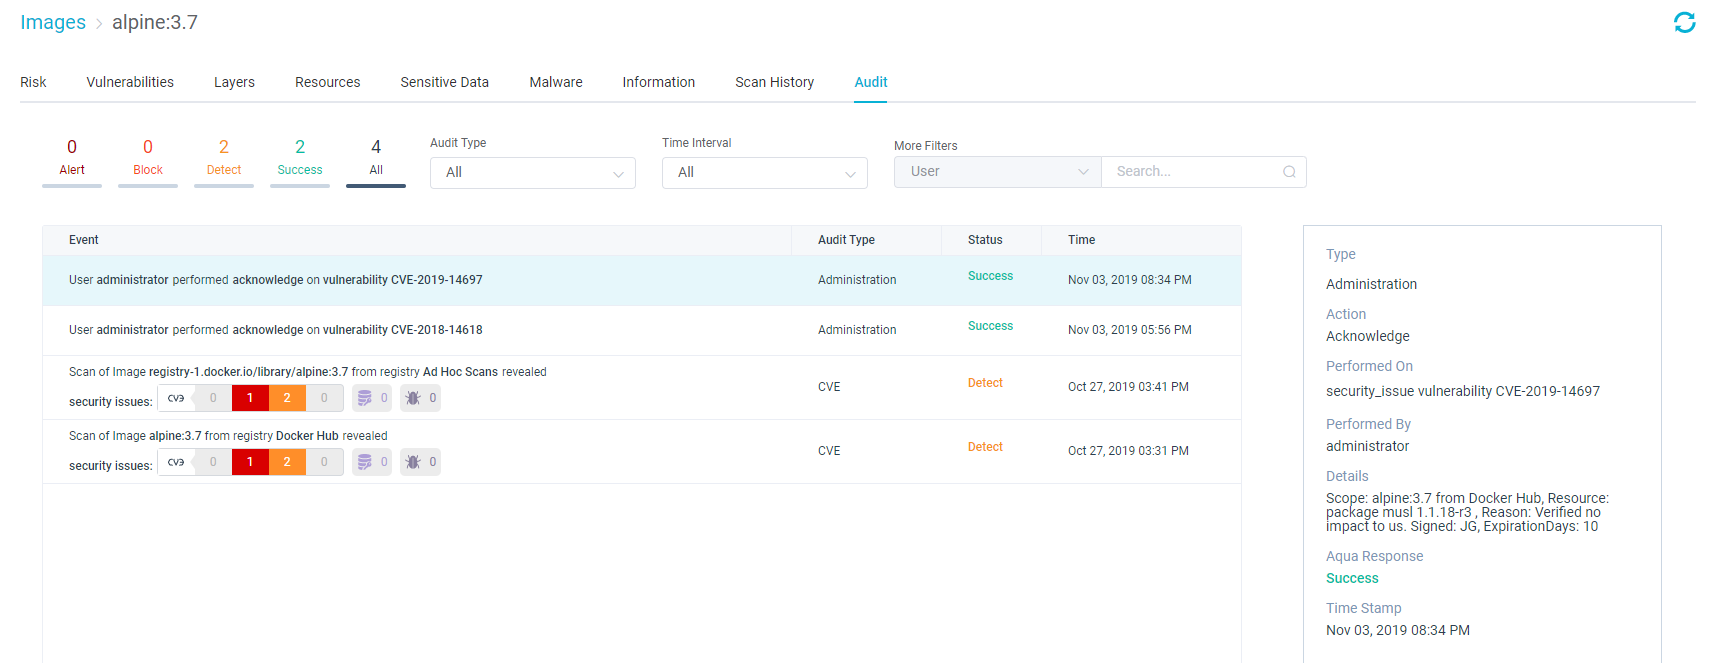 Images > alpine:3.7
Risk Vulnerabilities Layers Resources Sensitive Data Malware Information Scan History Audit
0 0 2 2 4
Alert Block Detect Success All
Audit Type
All
Time Interval
All
More Filters
User Search...
Event Audit Type Status Time
User administrator performed acknowledge on vulnerability CVE-2019-14697 Administration Success Nov 03, 2019 08:34 PM
User administrator performed acknowledge on vulnerability CVE-2018-14618 Administration Success Nov 03, 2019 05:56 PM
Scan of Image registry-1.docker.io/library/alpine:3.7 from registry Ad Hoc Scans revealed
security issues: CVE 0 1 2 0 0 0
CVE Detect Oct 27, 2019 03:41 PM
Scan of Image alpine:3.7 from registry Docker Hub revealed
security issues: CVE 0 1 2 0 0 0
CVE Detect Oct 27, 2019 03:31 PM
Type
Administration
Action
Acknowledge
Performed On
security_issue vulnerability CVE-2019-14697
Performed By
administrator
Details
Scope: alpine:3.7 from Docker Hub, Resource:
package musl 1.1.18-r3 , Reason: Verified no
impact to us. Signed: JG, ExpirationDays: 10
Aqua Response
Success
Time Stamp
Nov 03, 2019 08:34 PM